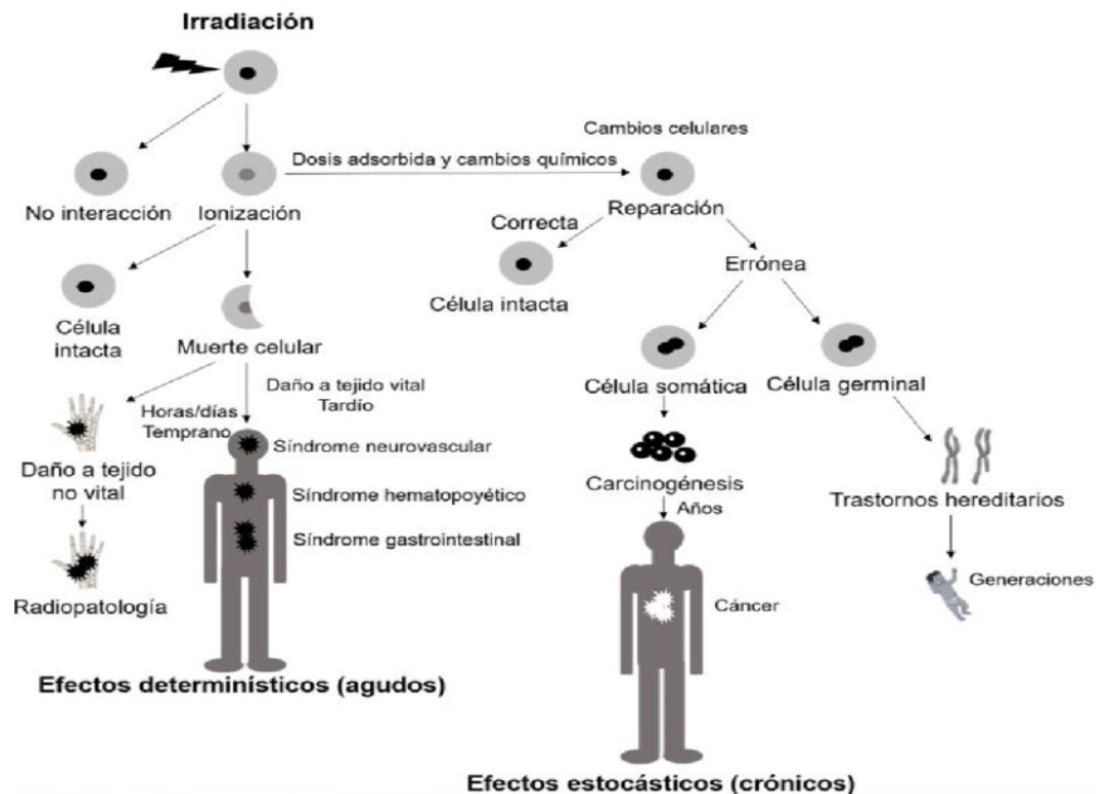 Irradiación
Cambios celulares
Dosis adsorbida y cambios químicos
No interacción
Ionización
Reparación
Correcta
Errónea
Célula intacta
Célula
intacta
Muerte celular
Célula somática
Célula germinal
Daño a tejido vital
Tardío
Horas/días
Temprano
Síndrome neurovascular
Daño a tejido
no vital
Síndrome hematopoyético
Carcinogénesis
Años
Trastornos hereditarios
Síndrome gastrointestinal
Generaciones
Radiopatología
Cáncer
Efectos determinísticos (agudos)
Efectos estocásticos (crónicos)